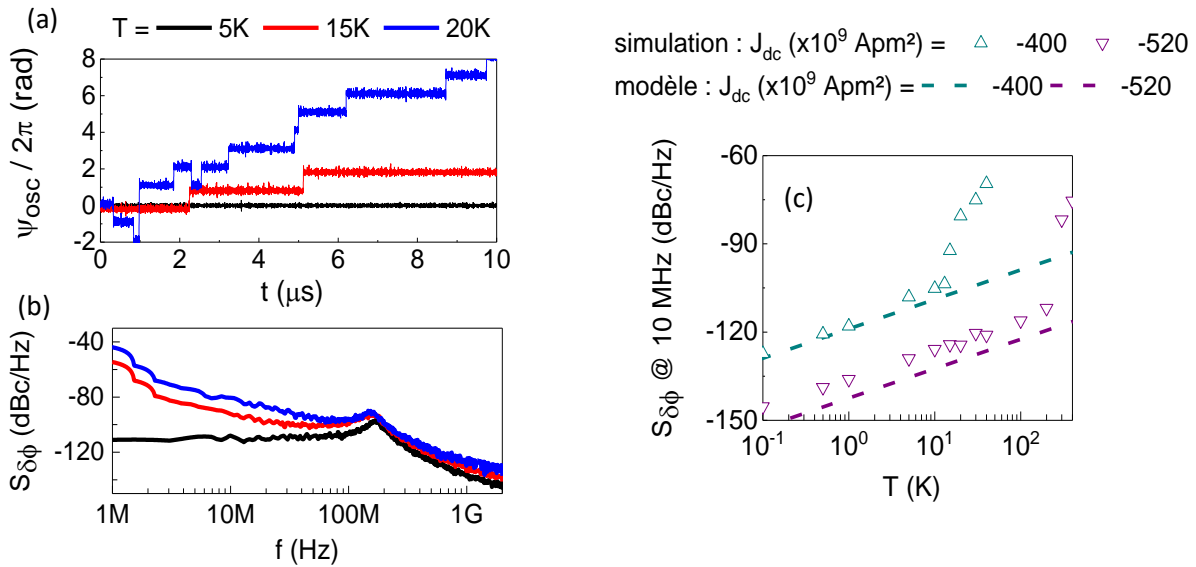 (a)
T = 5K 15K 20K
8
6
4
2
0
-2
ψosc / 2π (rad)
0 2 4 6 8 10
t (μs)
(b)
-40
-80
-120
Sδϕ (dBc/Hz)
1M 10M 100M 1G
f (Hz)
simulation : Jdc (x10⁹ Apm²) = -400 -520
modèle : Jdc (x10⁹ Apm²) = -400 -520
-60
-90
-120
-150
Sδϕ @ 10 MHz (dBc/Hz)
(c)
10⁻¹ 10⁰ 10¹ 10²
T (K)